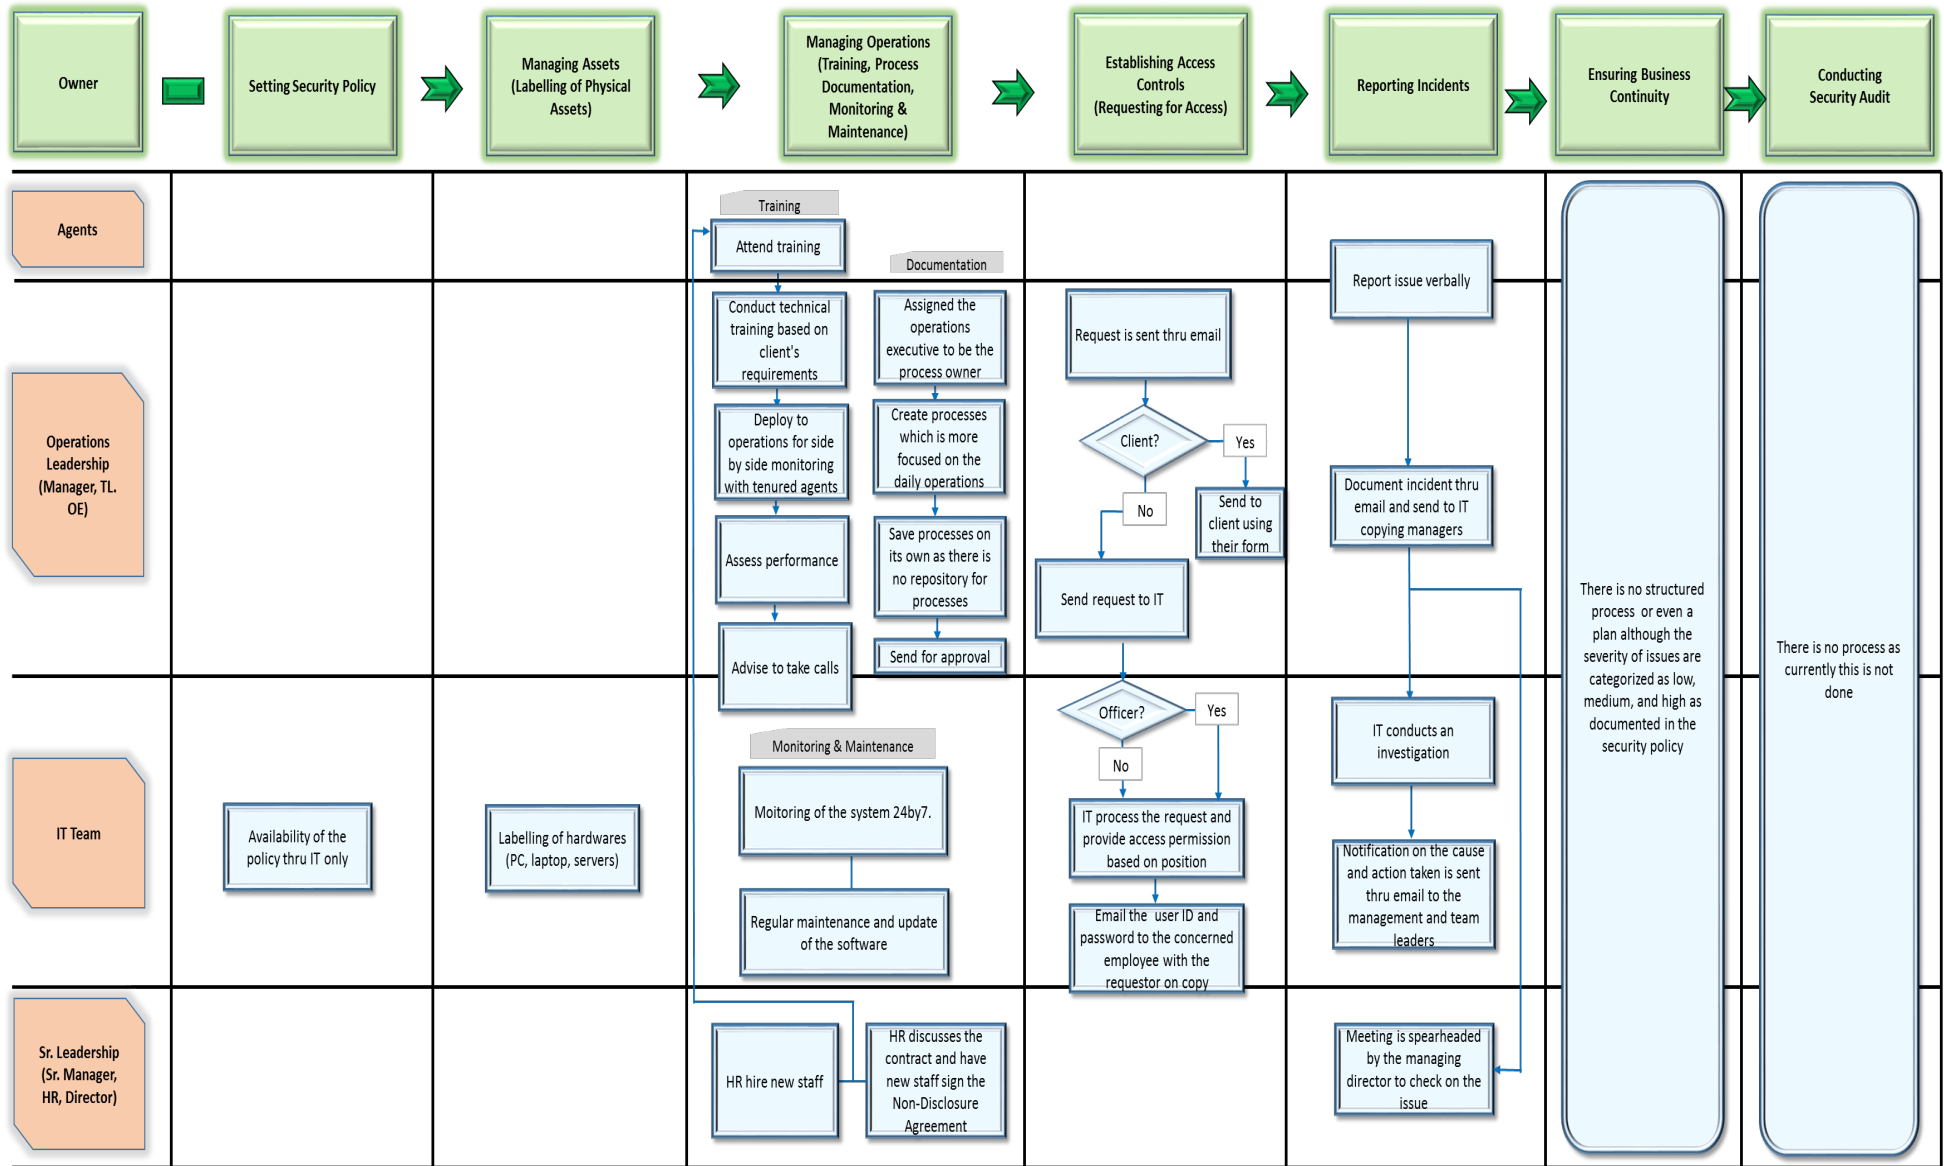 Owner
Setting Security Policy
Managing Assets
(Labelling of Physical
Assets)
Managing Operations
(Training, Process
Documentation,
Monitoring &
Maintenance)
Establishing Access
Controls
(Requesting for Access)
Reporting Incidents
Ensuring Business
Continuity
Conducting
Security Audit
Agents
Training
Attend training
Documentation
Report issue verbally
Operations
Leadership
(Manager, TL.
OE)
Conduct technical
training based on
client's
requirements
Deploy to
operations for side
by side monitoring
with tenured agents
Assess performance
Advise to take calls
Assigned the
operations
executive to be the
process owner
Create processes
which is more
focused on the
daily operations
Save processes on
its own as there is
no repository for
processes
Send for approval
Request is sent thru email
Client?
Yes
No
Send to
client using
their form
Send request to IT
Document incident thru
email and send to IT
copying managers
There is no structured
process or even a
plan although the
severity of issues are
categorized as low,
medium, and high as
documented in the
security policy
There is no process as
currently this is not
done
IT Team
Availability of the
policy thru IT only
Labelling of hardwares
(PC, laptop, servers)
Monitoring & Maintenance
Moitoring of the system 24by7.
Regular maintenance and update
of the software
Officer?
Yes
No
IT process the request and
provide access permission
based on position
Email the user ID and
password to the concerned
employee with the
requestor on copy
IT conducts an
investigation
Notification on the cause
and action taken is sent
thru email to the
management and team
leaders
Sr. Leadership
(Sr. Manager,
HR, Director)
HR hire new staff
HR discusses the
contract and have
new staff sign the
Non-Disclosure
Agreement
Meeting is spearheaded
by the managing
director to check on the
issue